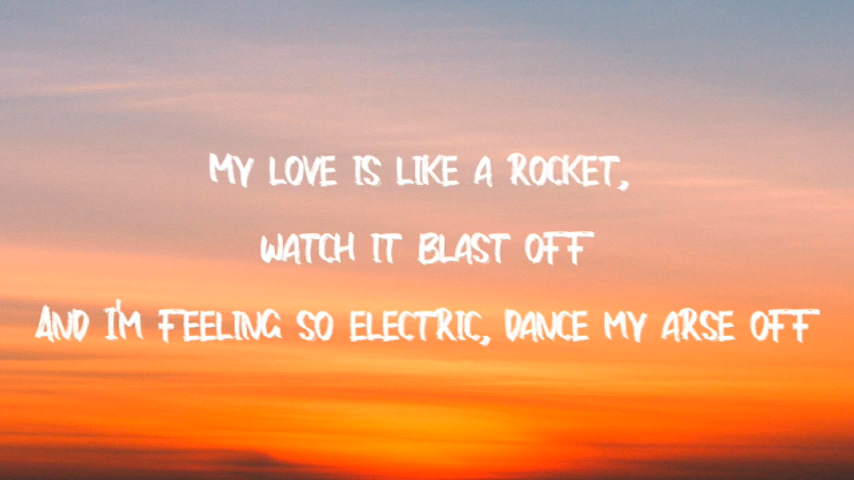 MY LOVE IS LIKE A ROCKET,
WATCH IT BLAST OFF
AND I'M FEELING SO ELECTRIC, DANCE MY ARSE OFF